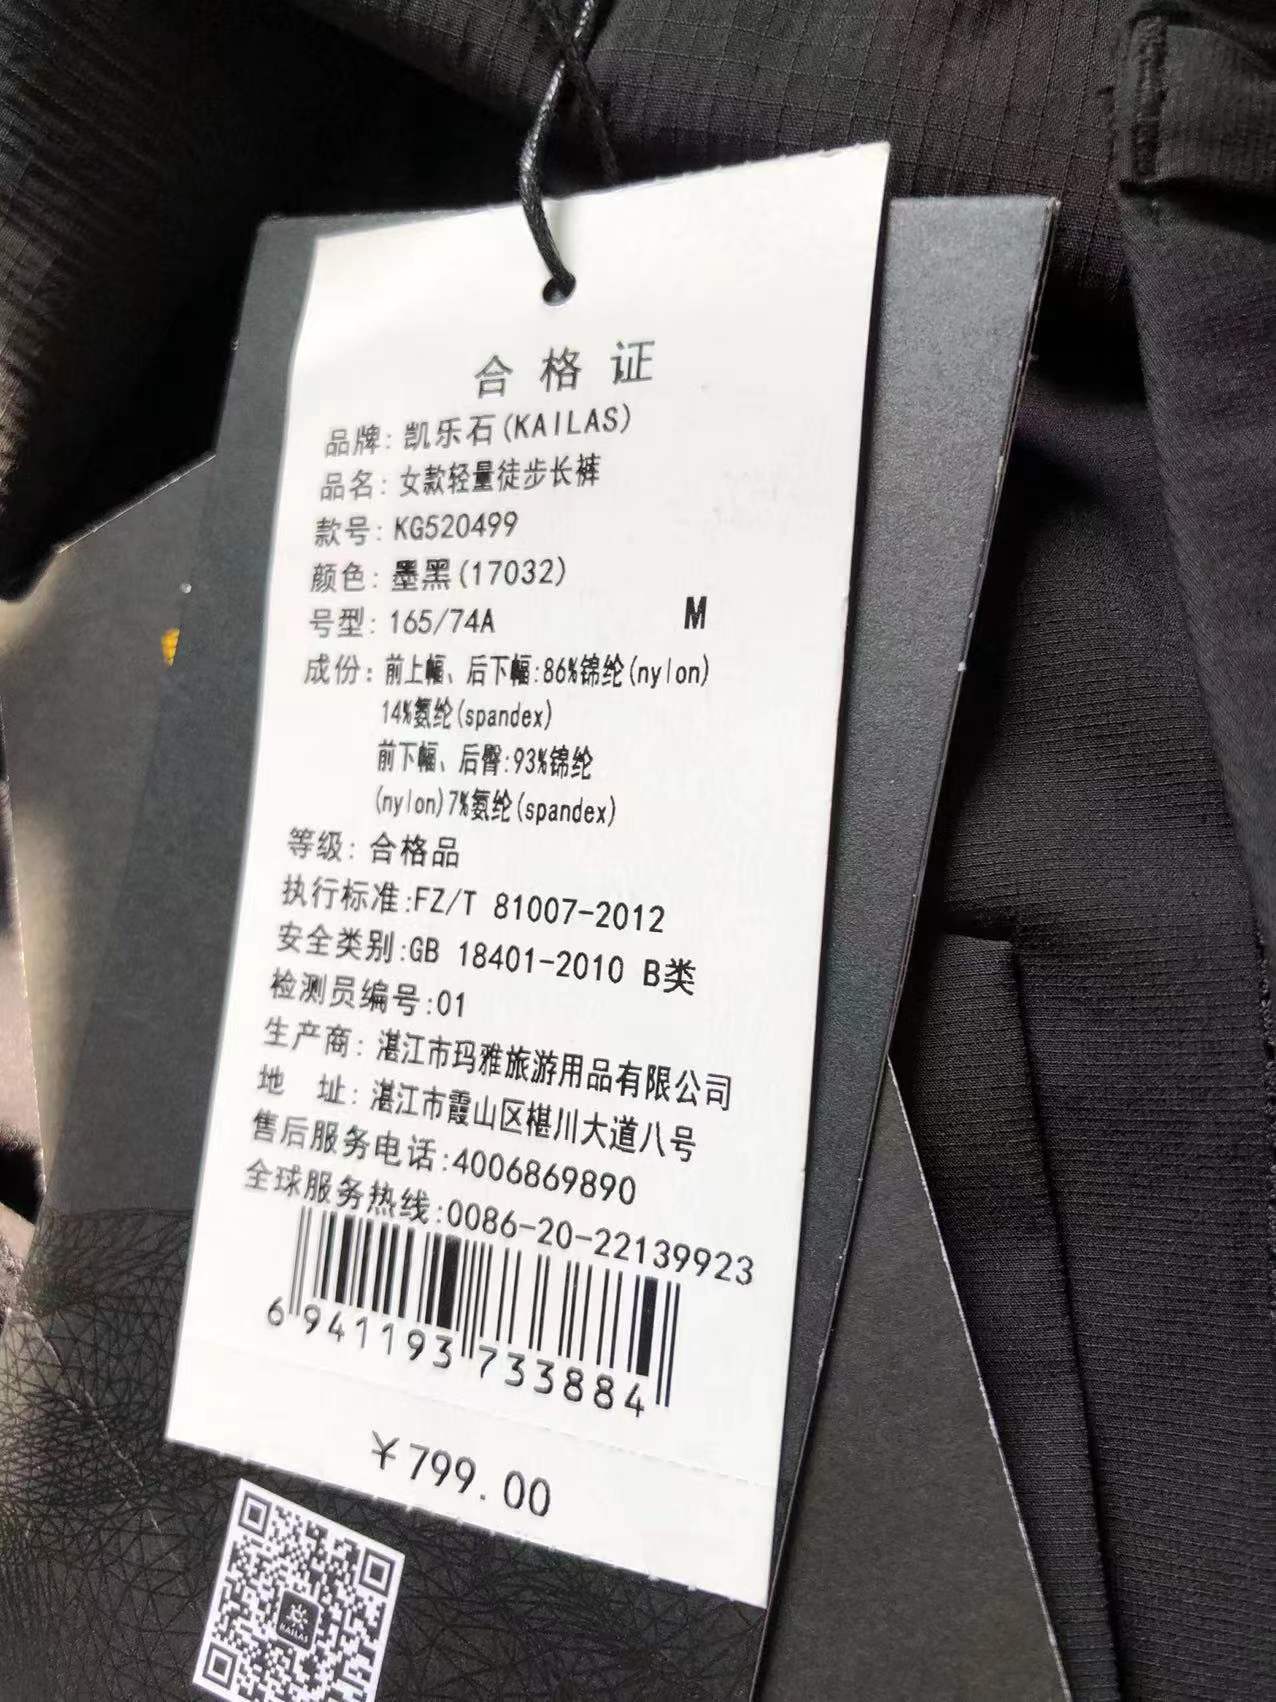 合格证
品牌: 凯乐石(KAILAS)
品名: 女款轻量徒步长裤
款号: KG520499
颜色: 墨黑(17032)
号型: 165/74A M
成份: 前上幅、后下幅:86%锦纶(nylon)
14%氨纶(spandex)
前下幅、后臀:93%锦纶
(nylon)7%氨纶(spandex)
等级: 合格品
执行标准:FZ/T 81007-2012
安全类别:GB 18401-2010 B类
检测员编号:01
生产商: 湛江市玛雅旅游用品有限公司
地 址: 湛江市霞山区椹川大道八号
售后服务电话:4006869890
全球服务热线:0086-20-22139923
6 941193 733884
¥799.00
KAILAS